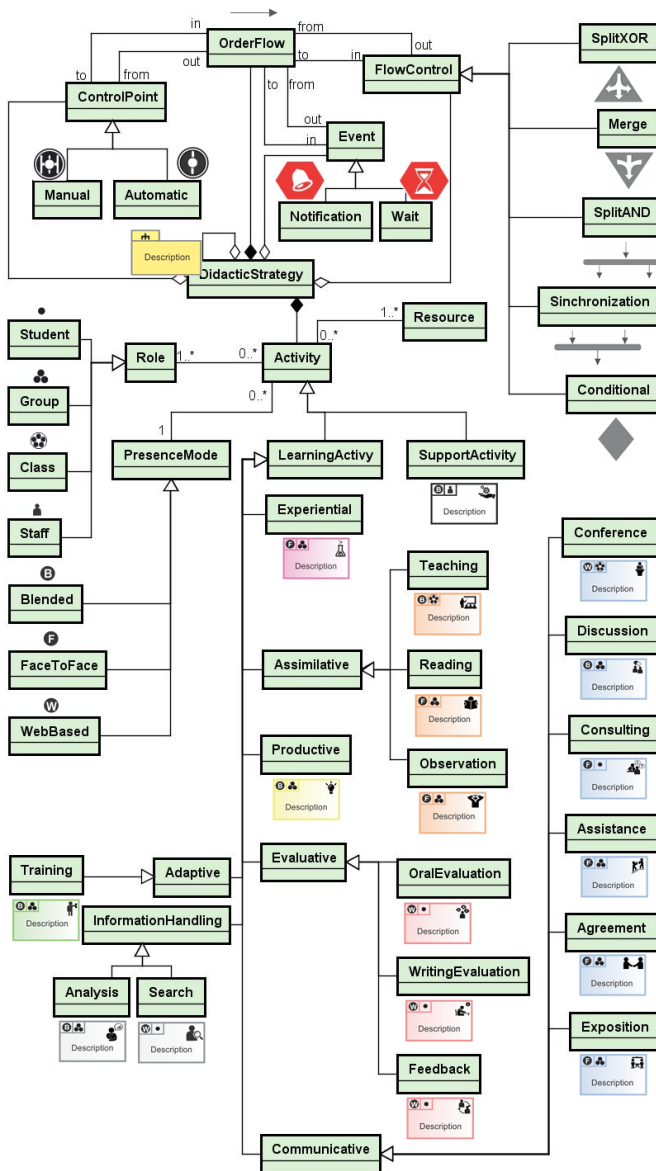 in
from
SplitXOR
OrderFlow
out
to
from
out
to
from
to
in
FlowControl
ControlPoint
out
in
Event
Merge
Manual
Automatic
Notification
Wait
SplitAND
Description
DidacticStrategy
Sinchronization
1..*
Resource
0..*
Student
Role
1..*
0..*
Activity
0..*
Conditional
Group
1
Class
PresenceMode
LearningActivy
SupportActivity
B
Description
Staff
Experiential
F
Description
Conference
W
Description
B
Blended
Teaching
B
Description
Discussion
B
Description
F
FaceToFace
Assimilative
Reading
F
Description
W
WebBased
Consulting
F
Description
Productive
B
Description
Observation
F
Description
Assistance
F
Description
Training
B
Description
Adaptive
Evaluative
OralEvaluation
W
Description
InformationHandling
Agreement
F
Description
Analysis
B
Description
Search
W
Description
WritingEvaluation
W
Description
Exposition
F
Description
Feedback
W
Description
Communicative